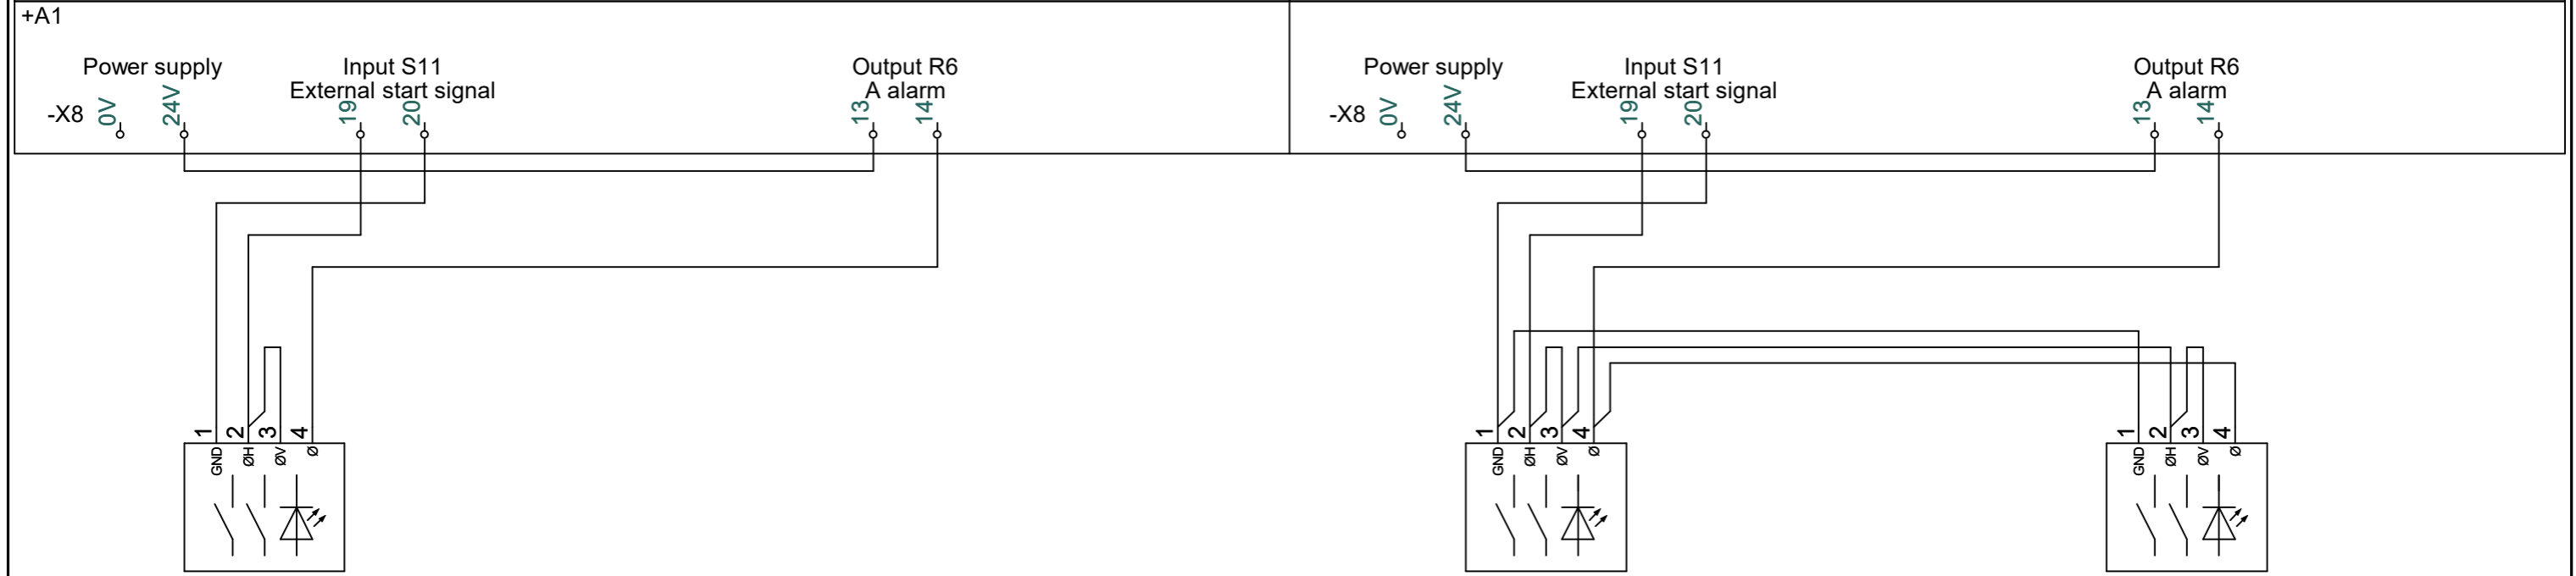 +A1
Power supply
Input S11
External start signal
Output R6
A alarm
-X8
0V
24V
19
20
13
14
Power supply
Input S11
External start signal
Output R6
A alarm
-X8
0V
24V
19
20
13
14
1
2
3
4
GND
ØH
ØV
Ø
1
2
3
4
GND
ØH
ØV
Ø
1
2
3
4
GND
ØH
ØV
Ø